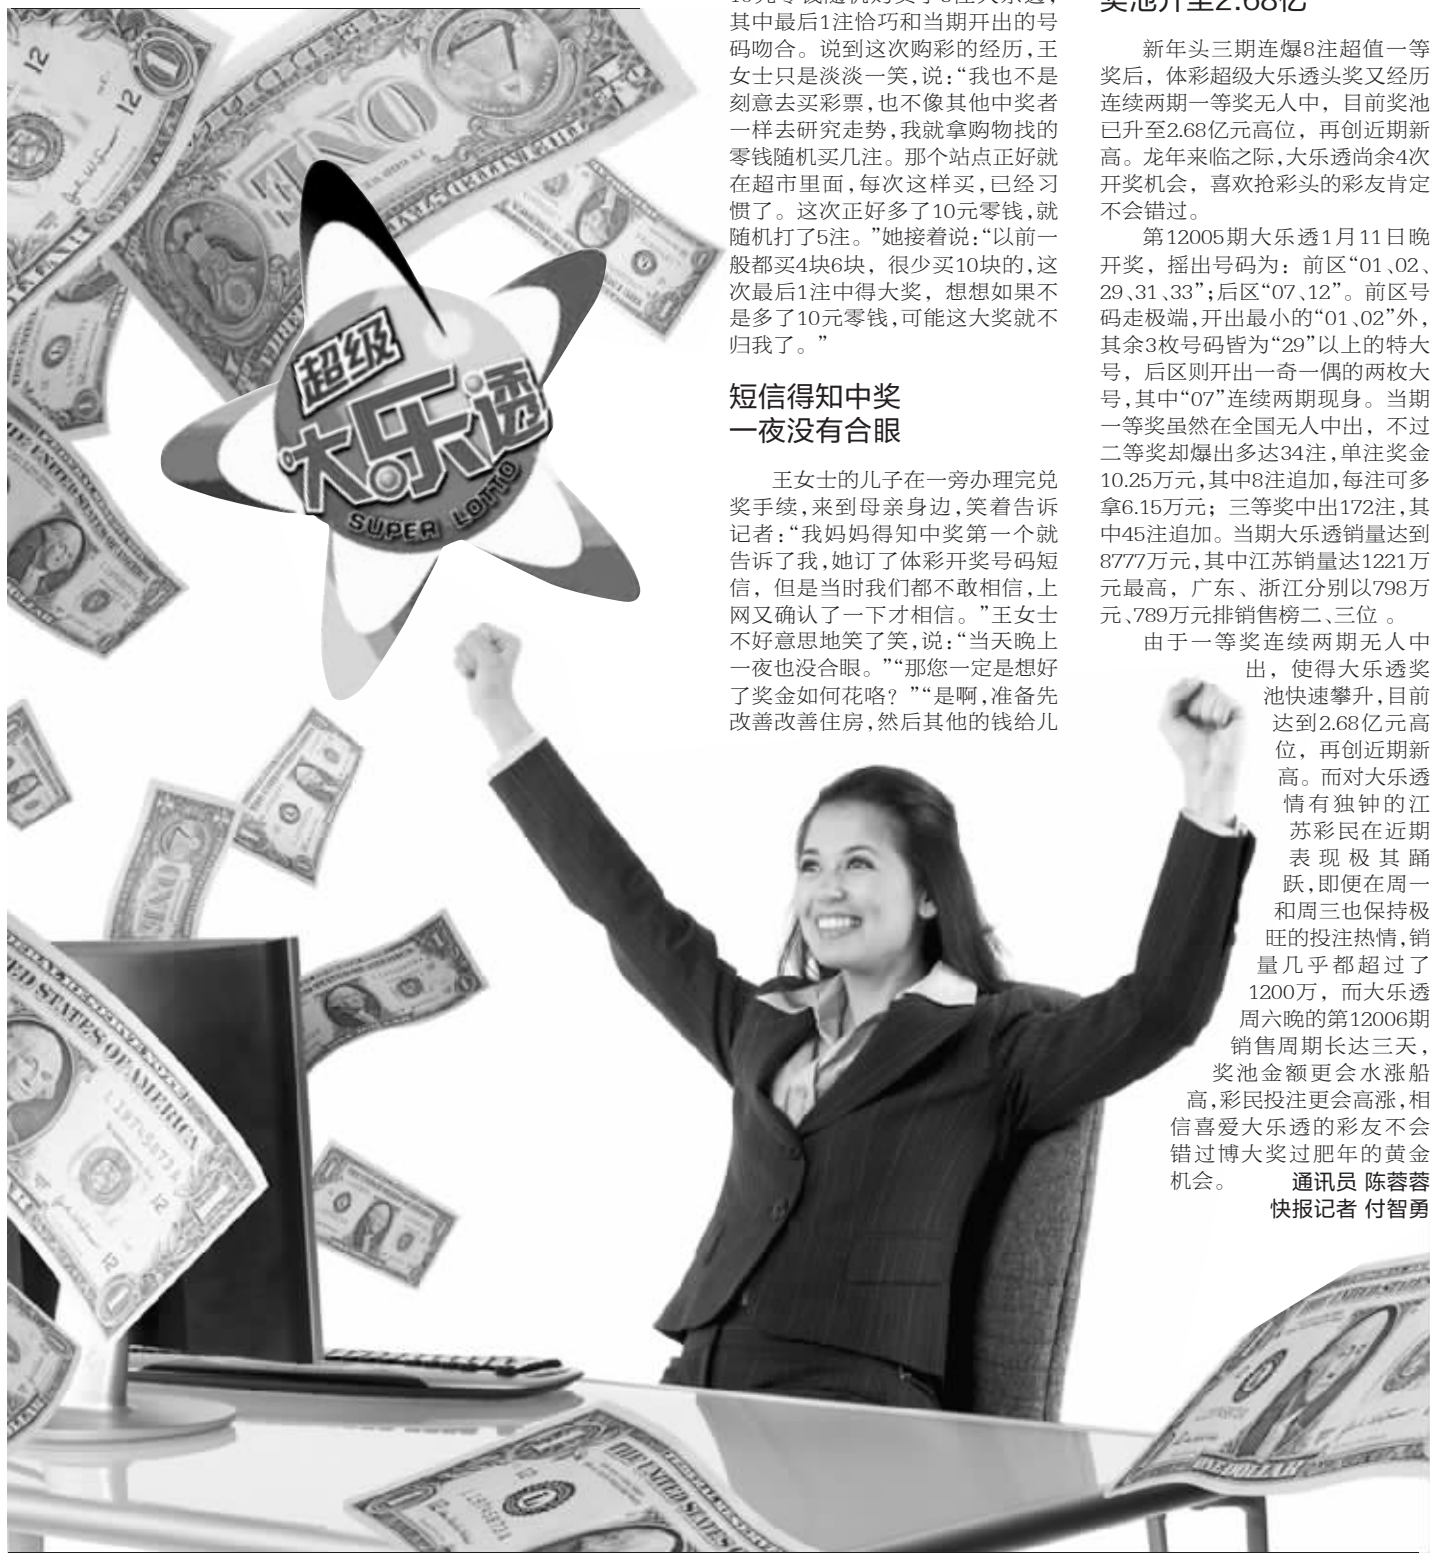 其中最后1注恰巧和当期开出的号
码吻合。说到这次购彩的经历,王
女士只是淡淡一笑,说:“我也不是
刻意去买彩票,也不像其他中奖者
一样去研究走势,我就拿购物找的
零钱随机买几注。那个站点正好就
在超市里面,每次这样买,已经习
惯了。这次正好多了10元零钱,就
随机打了5注。”她接着说:“以前一
般都买4块6块，很少买10块的,这
次最后1注中得大奖，想想如果不
是多了10元零钱,可能这大奖就不
归我了。”
短信得知中奖
一夜没有合眼
王女士的儿子在一旁办理完兑
奖手续,来到母亲身边,笑着告诉
记者:“我妈妈得知中奖第一个就
告诉了我,她订了体彩开奖号码短
信，但是当时我们都不敢相信,上
网又确认了一下才相信。”王女士
不好意思地笑了笑,说:“当天晚上
一夜也没合眼。”“那您一定是想好
了奖金如何花咯？”“是啊,准备先
改善改善住房,然后其他的钱给儿
奖池升至2.68亿
新年头三期连爆8注超值一等
奖后，体彩超级大乐透头奖又经历
连续两期一等奖无人中，目前奖池
已升至2.68亿元高位，再创近期新
高。龙年来临之际,大乐透尚余4次
开奖机会，喜欢抢彩头的彩友肯定
不会错过。
第12005期大乐透1月11日晚
开奖，摇出号码为：前区“01、02、
29、31、33”;后区“07、12”。前区号
码走极端,开出最小的“01、02”外,
其余3枚号码皆为“29”以上的特大
号，后区则开出一奇一偶的两枚大
号,其中“07”连续两期现身。当期
一等奖虽然在全国无人中出，不过
二等奖却爆出多达34注,单注奖金
10.25万元,其中8注追加,每注可多
拿6.15万元；三等奖中出172注,其
中45注追加。当期大乐透销量达到
8777万元,其中江苏销量达1221万
元最高，广东、浙江分别以798万
元、789万元排销售榜二、三位 。
由于一等奖连续两期无人中
出，使得大乐透奖
池快速攀升,目前
达到2.68亿元高
位，再创近期新
高。而对大乐透
情有独钟的江
苏彩民在近期
表现极其踊
跃,即便在周一
和周三也保持极
旺的投注热情,销
量几乎都超过了
1200万，而大乐透
周六晚的第12006期
销售周期长达三天，
奖池金额更会水涨船
高,彩民投注更会高涨,相
信喜爱大乐透的彩友不会
错过博大奖过肥年的黄金
机会。 通讯员 陈蓉蓉
快报记者 付智勇
超级
大乐透
SUPER LOTTO